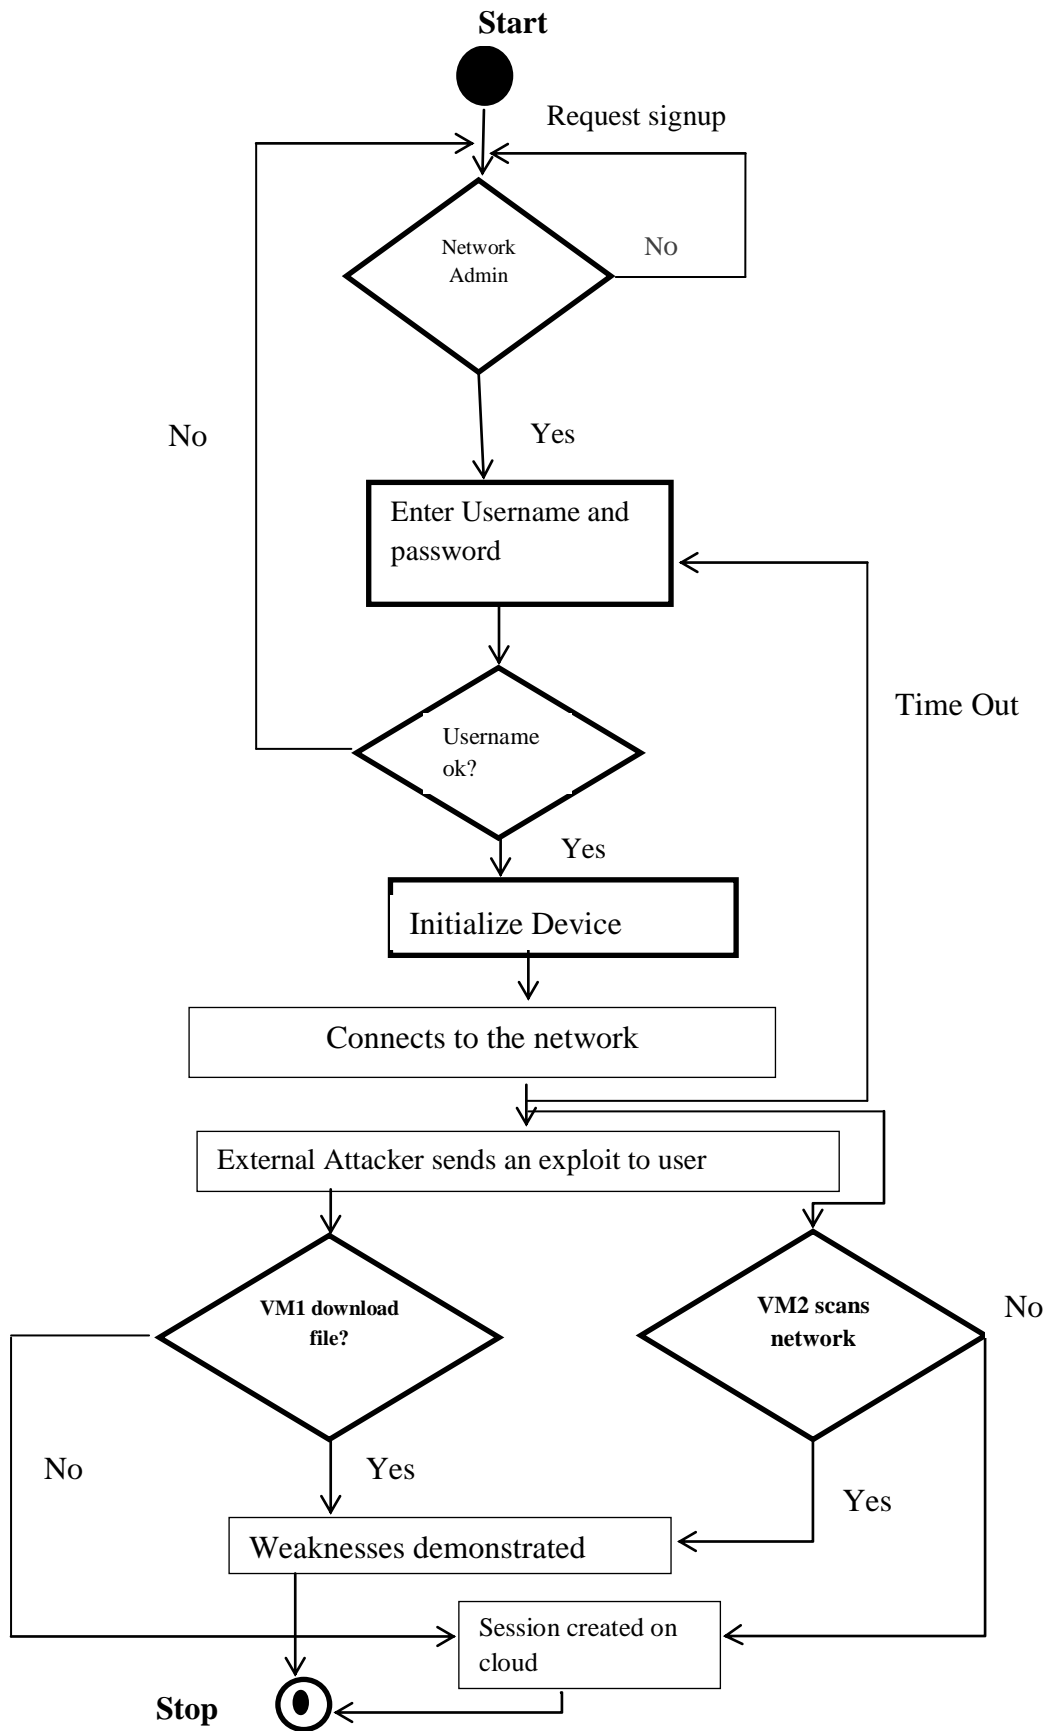 Start
Request signup
Network
Admin
No
No
Yes
Enter Username and
password
Time Out
Username
ok?
Yes
Initialize Device
Connects to the network
External Attacker sends an exploit to user
VM1 download
file?
VM2 scans
network
No
No
Yes
Yes
Weaknesses demonstrated
Session created on
cloud
Stop